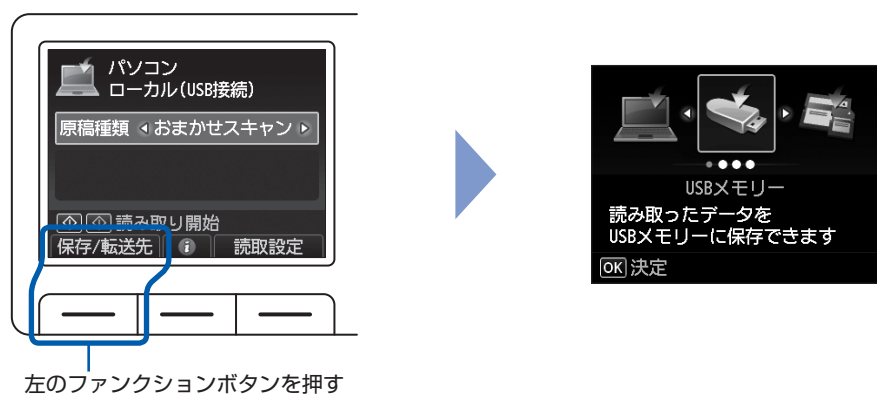 パソコン
ローカル(USB接続)
原稿種類 おまかせスキャン
読み取り開始
保存/転送先 読取設定
左のファンクションボタンを押す
USBメモリー
読み取ったデータを
USBメモリーに保存できます
OK 決定